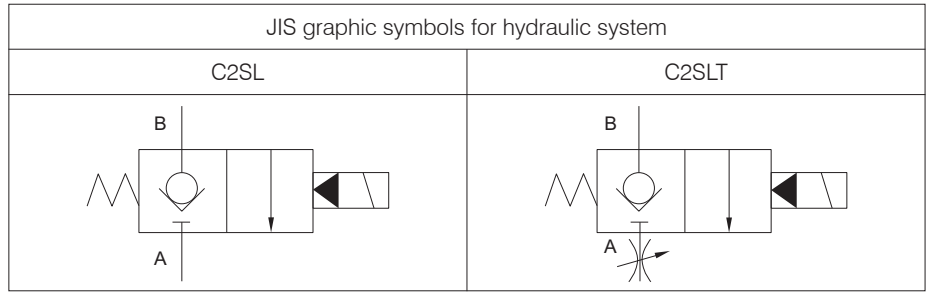 JIS graphic symbols for hydraulic system
C2SL C2SLT
B B
A A